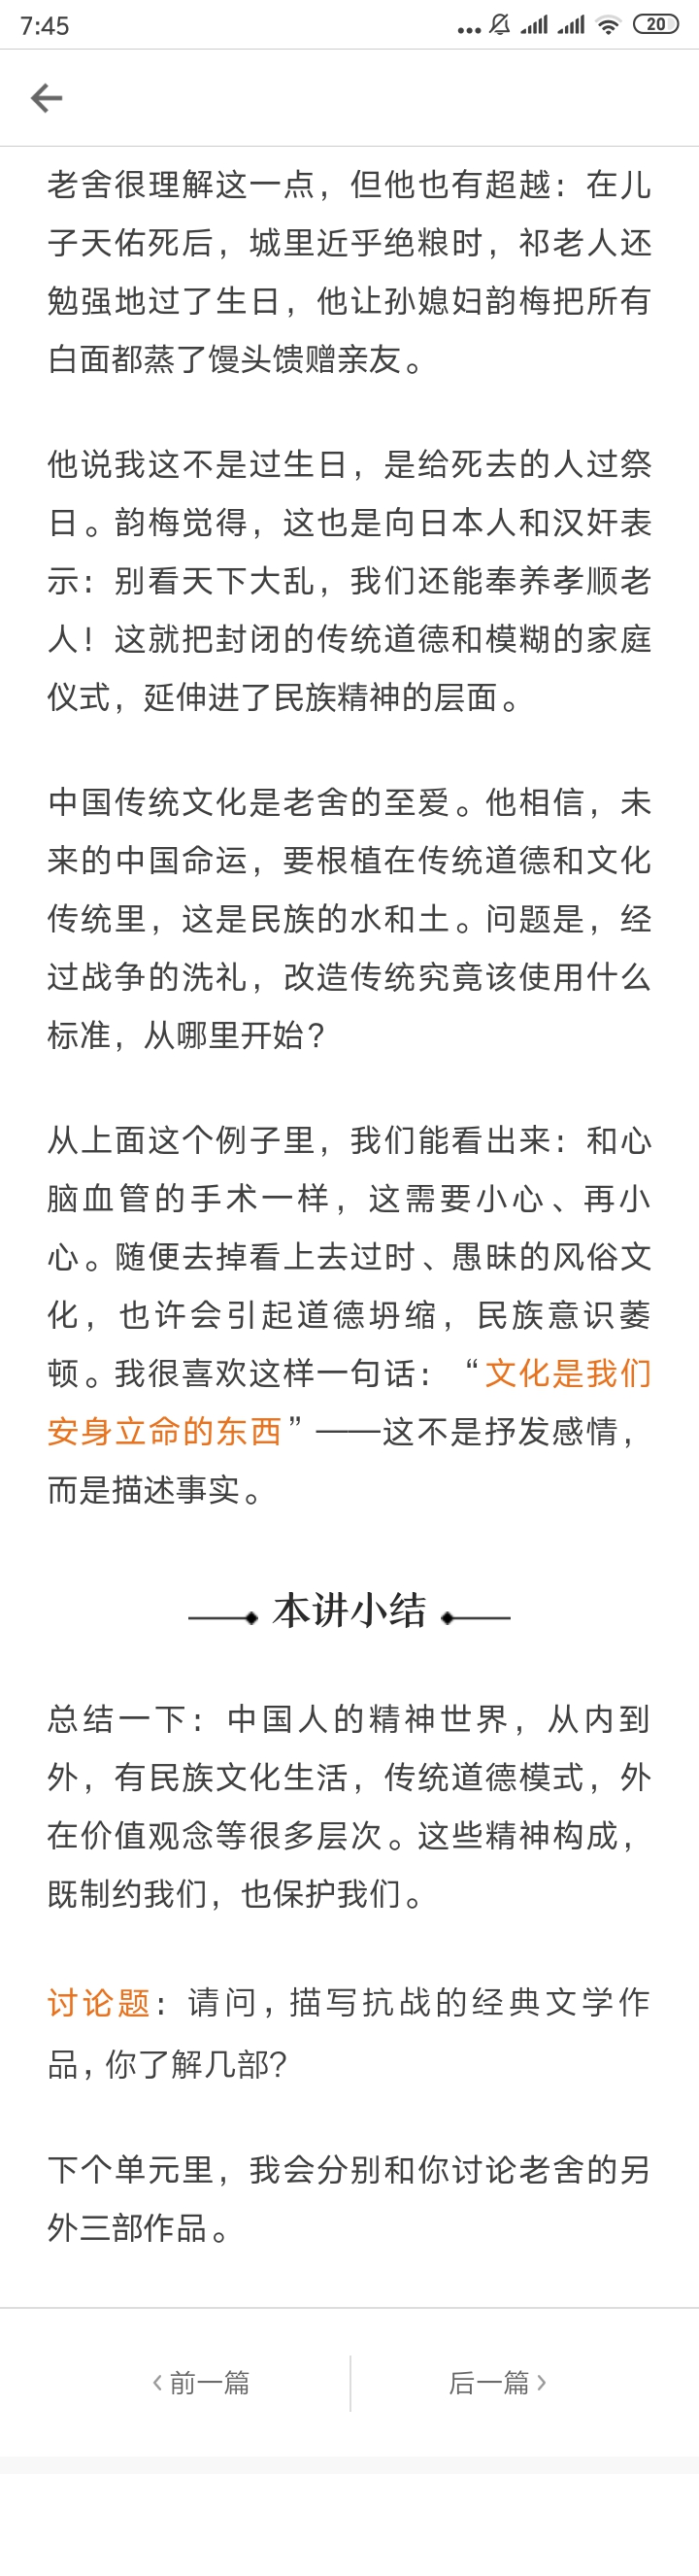 7:45
20
老舍很理解这一点，但他也有超越：在儿
子天佑死后，城里近乎绝粮时，祁老人还
勉强地过了生日，他让孙媳妇韵梅把所有
白面都蒸了馒头馈赠亲友。
他说我这不是过生日，是给死去的人过祭
日。韵梅觉得，这也是向日本人和汉奸表
示：别看天下大乱，我们还能奉养孝顺老
人！这就把封闭的传统道德和模糊的家庭
仪式，延伸进了民族精神的层面。
中国传统文化是老舍的至爱。他相信，未
来的中国命运，要根植在传统道德和文化
传统里，这是民族的水和土。问题是，经
过战争的洗礼，改造传统究竟该使用什么
标准，从哪里开始？
从上面这个例子里，我们能看出来：和心
脑血管的手术一样，这需要小心、再小
心。随便去掉看上去过时、愚昧的风俗文
化，也许会引起道德坍缩，民族意识萎
顿。我很喜欢这样一句话：“文化是我们
安身立命的东西”——这不是抒发感情，
而是描述事实。
本讲小结
总结一下：中国人的精神世界，从内到
外，有民族文化生活，传统道德模式，外
在价值观念等很多层次。这些精神构成，
既制约我们，也保护我们。
讨论题：请问，描写抗战的经典文学作
品，你了解几部？
下个单元里，我会分别和你讨论老舍的另
外三部作品。
‹ 前一篇
后一篇 ›